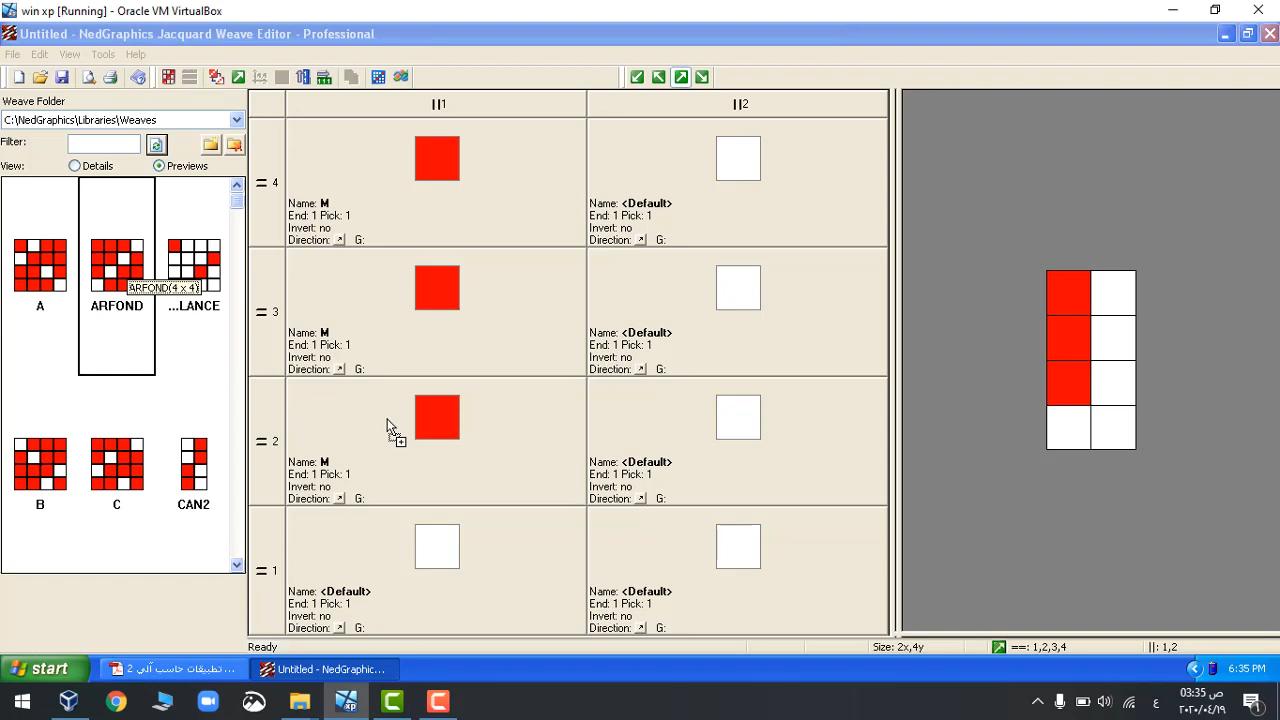 win xp [Running] - Oracle VM VirtualBox
Untitled - NedGraphics Jacquard Weave Editor - Professional
File Edit View Tools Help
Weave Folder
C:\NedGraphics\Libraries\Weaves
Filter:
View: Details Previews
A
ARFOND
...LANCE
ARFOND(4 x 4)
B
C
CAN2
1
2
4
Name: M
End: 1 Pick: 1
Invert: no
Direction: G:
Name: <Default>
End: 1 Pick: 1
Invert: no
Direction: G:
3
Name: M
End: 1 Pick: 1
Invert: no
Direction: G:
Name: <Default>
End: 1 Pick: 1
Invert: no
Direction: G:
2
Name: M
End: 1 Pick: 1
Invert: no
Direction: G:
Name: <Default>
End: 1 Pick: 1
Invert: no
Direction: G:
1
Name: <Default>
End: 1 Pick: 1
Invert: no
Direction: G:
Name: <Default>
End: 1 Pick: 1
Invert: no
Direction: G:
Ready
Size: 2x,4y
==: 1,2,3,4
||: 1,2
start
تطبيقات حاسب آلي 2 ...
Untitled - NedGraphic...
6:35 PM
ع
03:35 ص
٢٠٢٠/٠٤/١٩